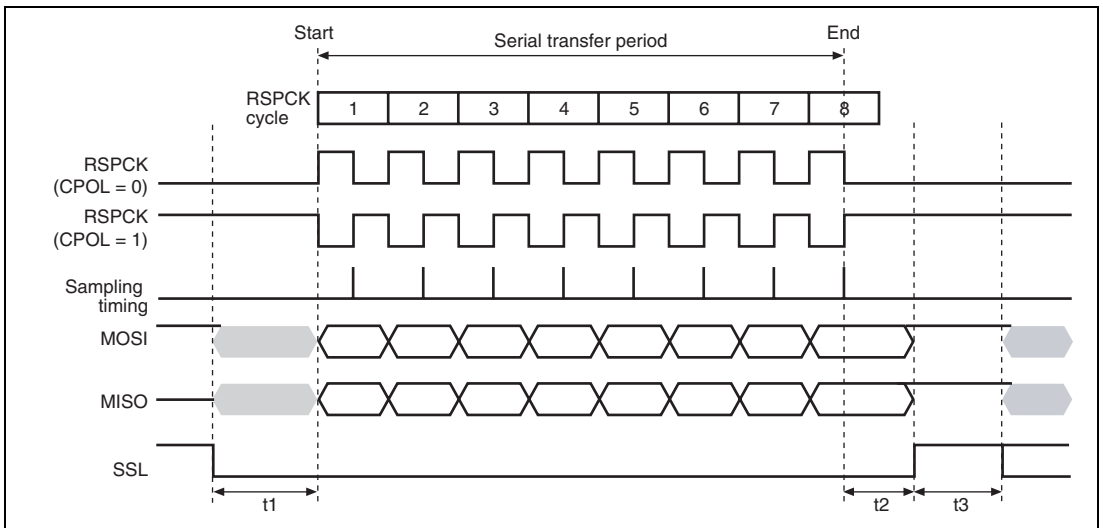 Start
Serial transfer period
End
RSPCK
cycle
1 2 3 4 5 6 7 8
RSPCK
(CPOL = 0)
RSPCK
(CPOL = 1)
Sampling
timing
MOSI
MISO
SSL
t1
t2
t3